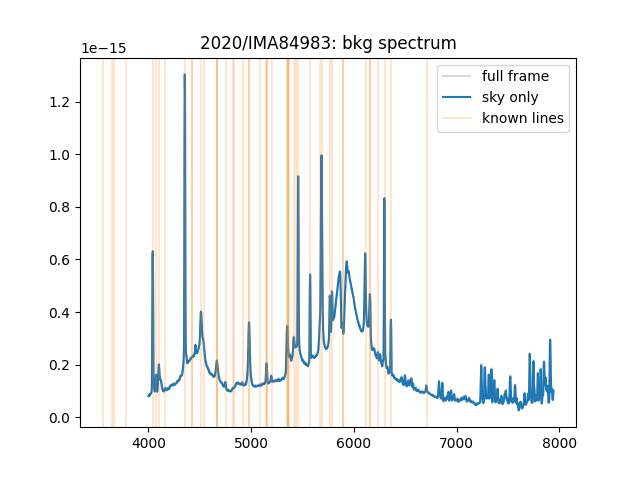 2020/IMA84983: bkg spectrum
1e−15
full frame
sky only
known lines
1.2
1.0
0.8
0.6
0.4
0.2
0.0
4000 5000 6000 7000 8000